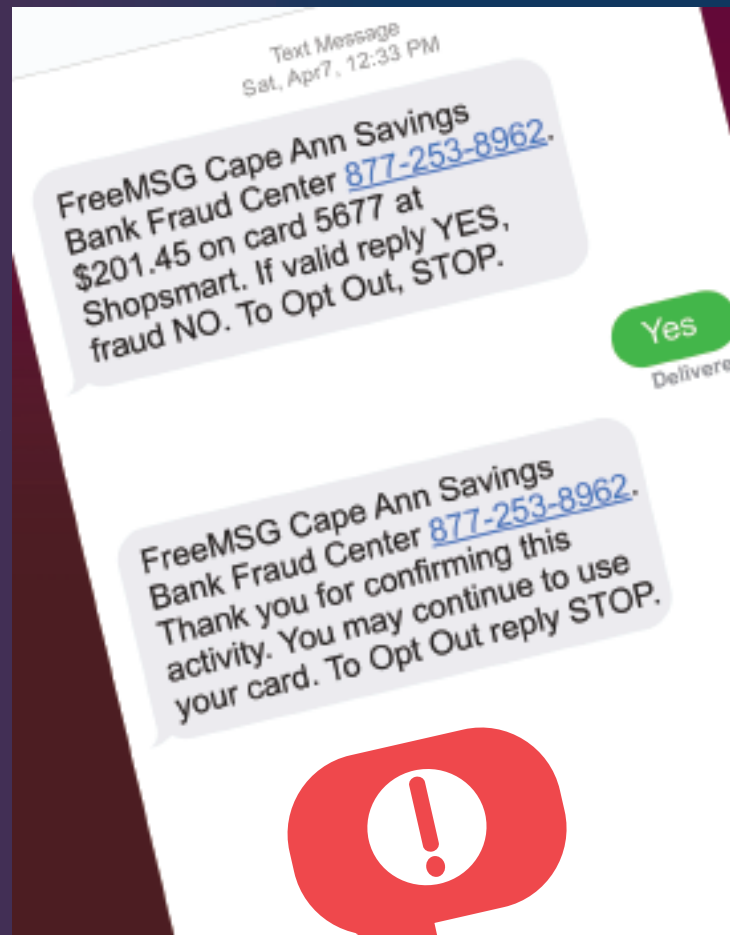 Text Message
Sat, Apr7, 12:33 PM
FreeMSG Cape Ann Savings
Bank Fraud Center 877-253-8962.
$201.45 on card 5677 at
Shopsmart. If valid reply YES,
fraud NO. To Opt Out, STOP.
Yes
Delivere
FreeMSG Cape Ann Savings
Bank Fraud Center 877-253-8962.
Thank you for confirming this
activity. You may continue to use
your card. To Opt Out reply STOP.
!